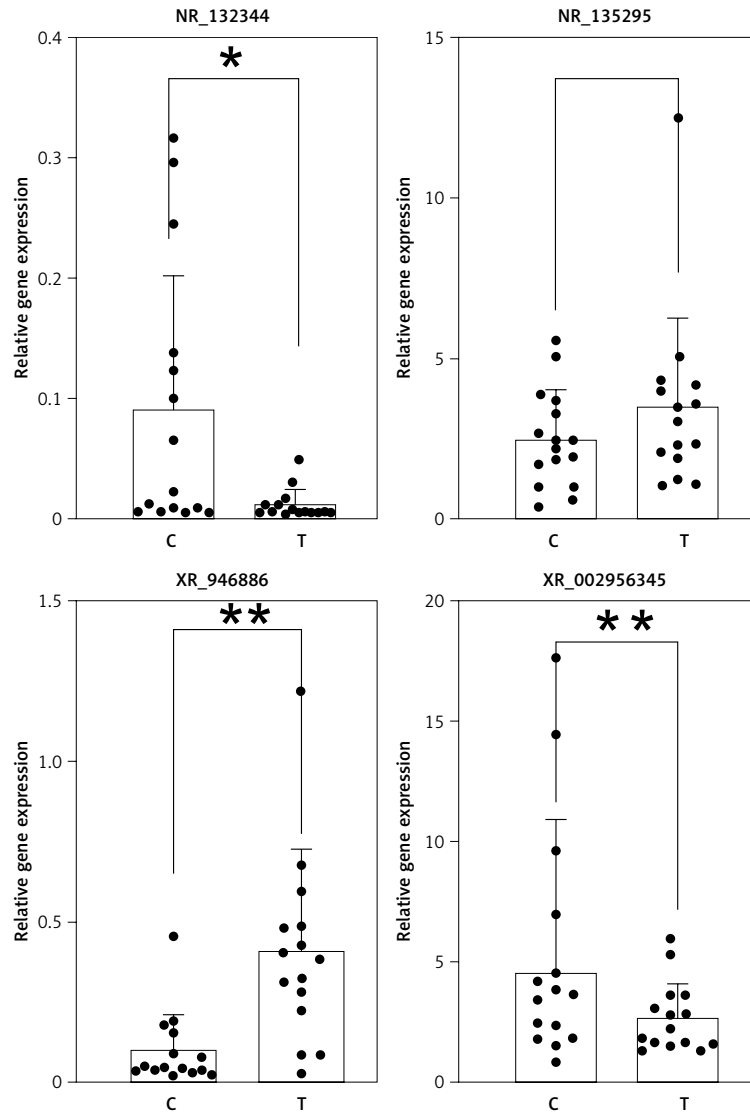 NR_132344
Relative gene expression
0.4
0.3
0.2
0.1
0
*
C
T
NR_135295
Relative gene expression
15
10
5
0
C
T
XR_946886
Relative gene expression
1.5
1.0
0.5
0
**
C
T
XR_002956345
Relative gene expression
20
15
10
5
0
**
C
T